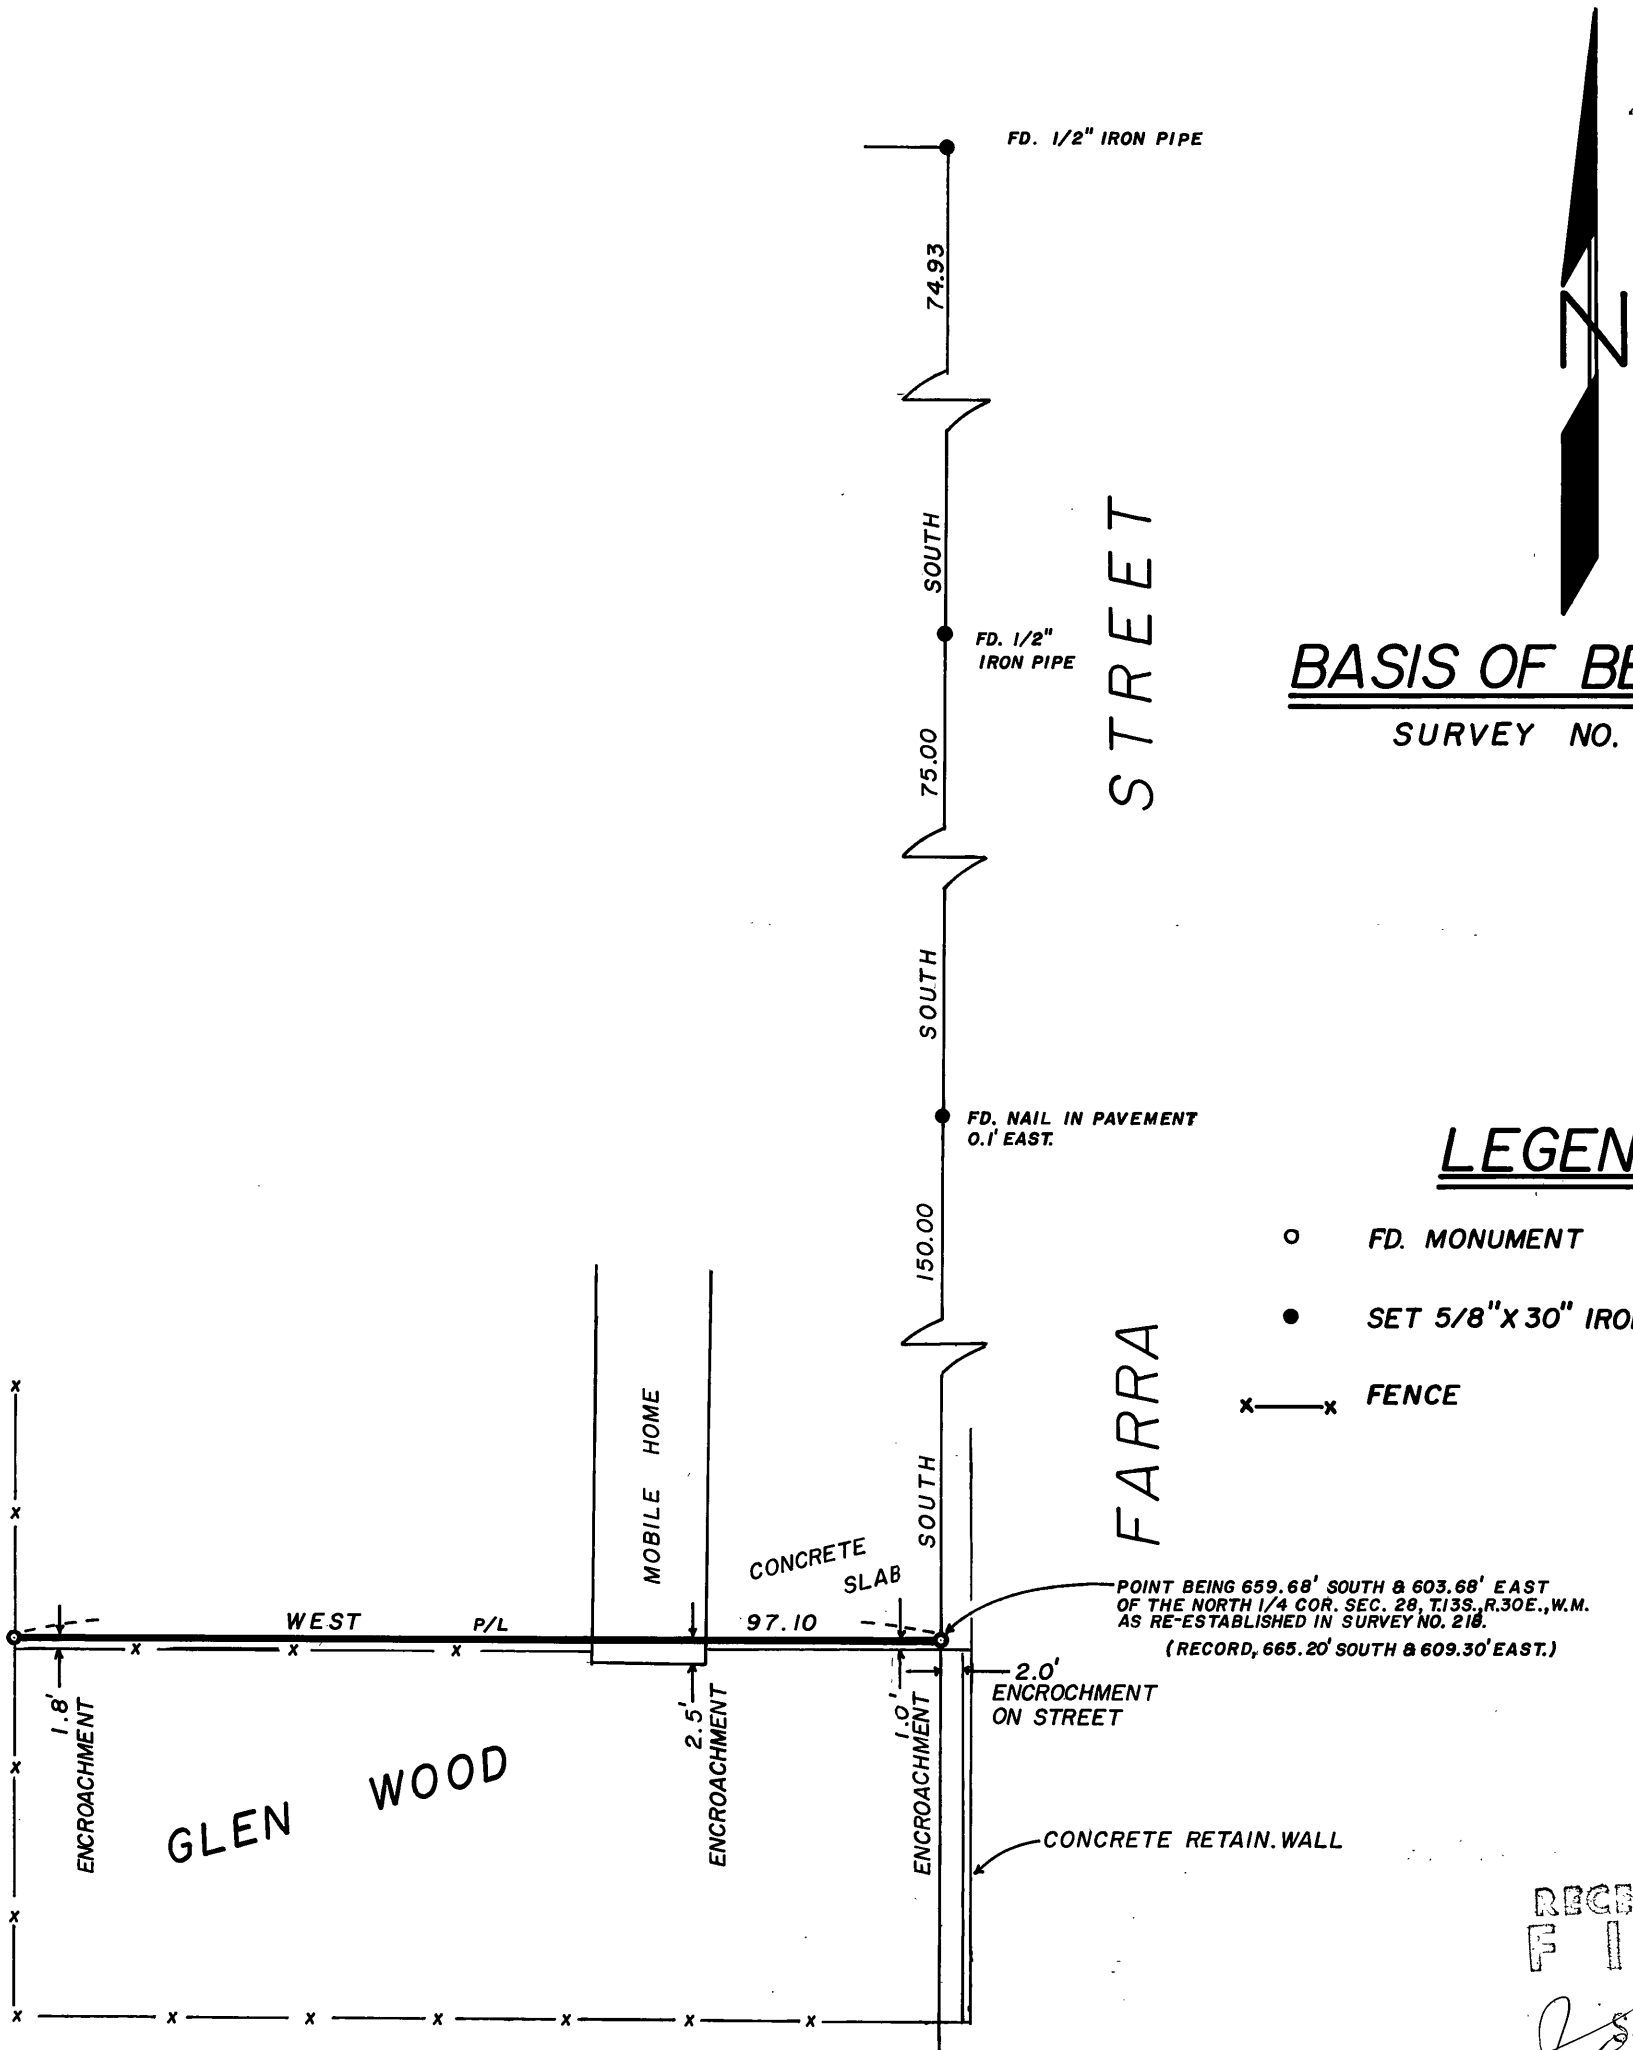 FD. 1/2" IRON PIPE
74.93
N
SOUTH
STREET
FD. 1/2"
IRON PIPE
BASIS OF BE
SURVEY NO.
75.00
SOUTH
FD. NAIL IN PAVEMENT
0.1' EAST.
LEGEN
150.00
FD. MONUMENT
SET 5/8" X 30" IRO
FENCE
FARRA
MOBILE HOME
SOUTH
CONCRETE
SLAB
POINT BEING 659.68' SOUTH & 603.68' EAST
OF THE NORTH 1/4 COR. SEC. 28, T.13S.,R.30E.,W.M.
AS RE-ESTABLISHED IN SURVEY NO. 218.
(RECORD, 665.20' SOUTH & 609.30' EAST.)
WEST P/L 97.10
2.0'
ENCROCHMENT
ON STREET
1.8'
ENCROACHMENT
2.5'
ENCROACHMENT
1.0'
ENCROACHMENT
GLEN WOOD
CONCRETE RETAIN. WALL
RECE
F I